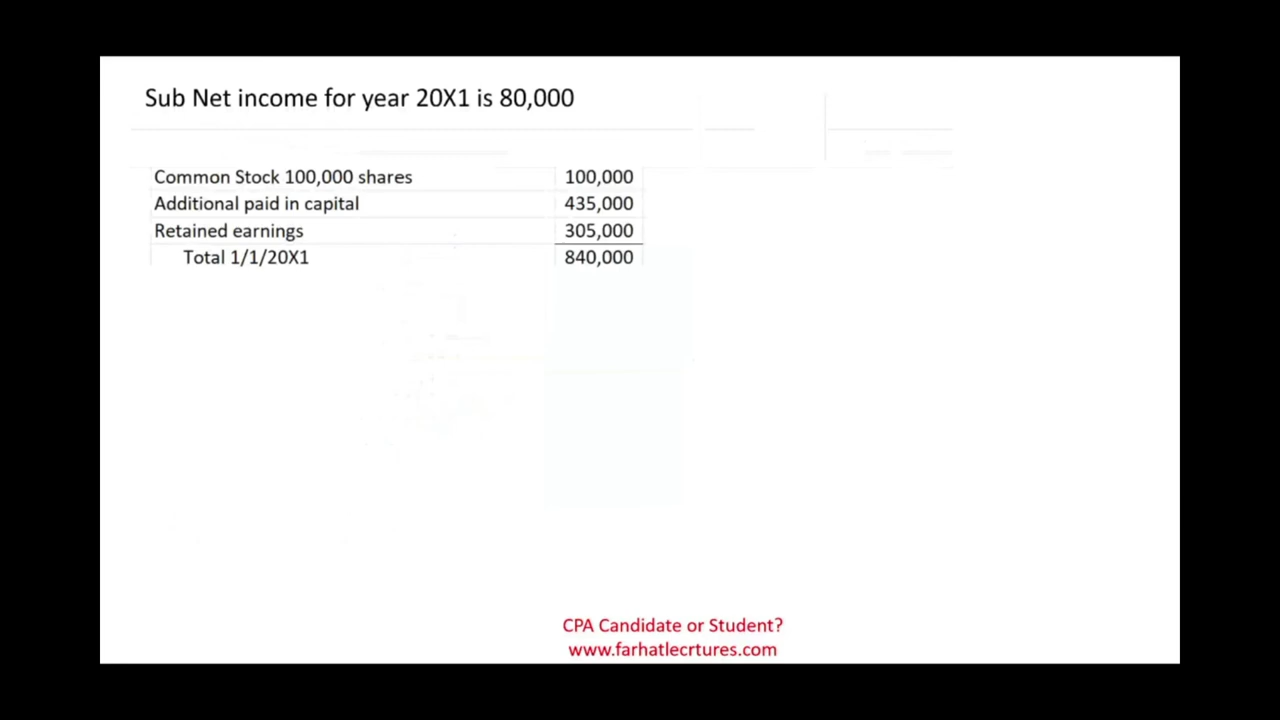 Sub Net income for year 20X1 is 80,000
Common Stock 100,000 shares 100,000
Additional paid in capital 435,000
Retained earnings 305,000
Total 1/1/20X1 840,000
CPA Candidate or Student?
www.farhatlecrtures.com